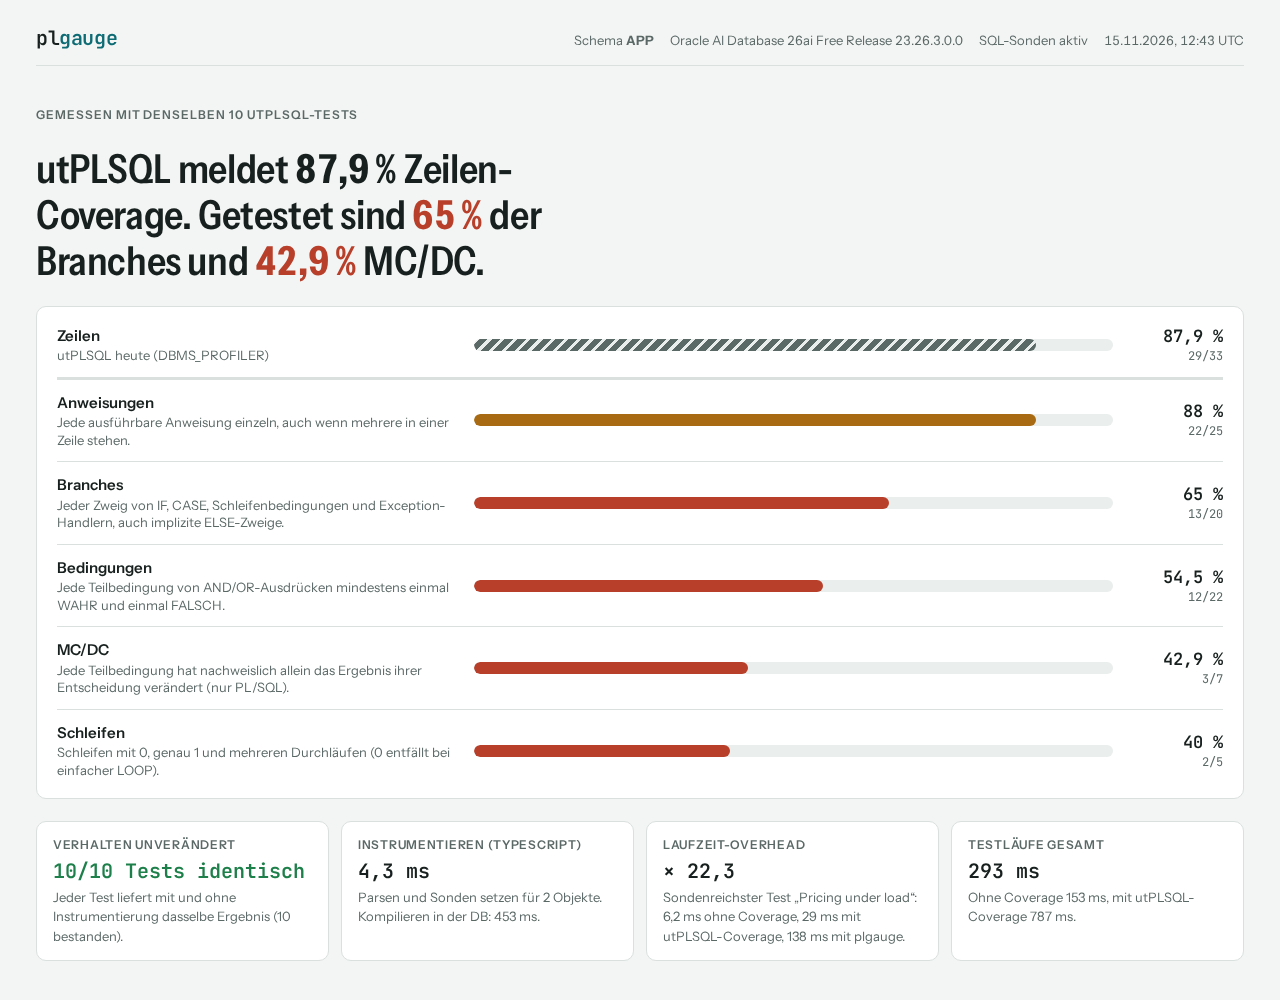 plgauge
Schema APP Oracle AI Database 26ai Free Release 23.26.3.0.0 SQL-Sonden aktiv 15.11.2026, 12:43 UTC
GEMESSEN MIT DENSELBEN 10 UTPLSQL-TESTS
utPLSQL meldet 87,9 % Zeilen-
Coverage. Getestet sind 65 % der
Branches und 42,9 % MC/DC.
Zeilen
utPLSQL heute (DBMS_PROFILER)
87,9 %
29/33
Anweisungen
Jede ausführbare Anweisung einzeln, auch wenn mehrere in einer
Zeile stehen.
88 %
22/25
Branches
Jeder Zweig von IF, CASE, Schleifenbedingungen und Exception-
Handlern, auch implizite ELSE-Zweige.
65 %
13/20
Bedingungen
Jede Teilbedingung von AND/OR-Ausdrücken mindestens einmal
WAHR und einmal FALSCH.
54,5 %
12/22
MC/DC
Jede Teilbedingung hat nachweislich allein das Ergebnis ihrer
Entscheidung verändert (nur PL/SQL).
42,9 %
3/7
Schleifen
Schleifen mit 0, genau 1 und mehreren Durchläufen (0 entfällt bei
einfacher LOOP).
40 %
2/5
VERHALTEN UNVERÄNDERT
10/10 Tests identisch
Jeder Test liefert mit und ohne
Instrumentierung dasselbe Ergebnis (10
bestanden).
INSTRUMENTIEREN (TYPESCRIPT)
4,3 ms
Parsen und Sonden setzen für 2 Objekte.
Kompilieren in der DB: 453 ms.
LAUFZEIT-OVERHEAD
× 22,3
Sondenreichster Test „Pricing under load“:
6,2 ms ohne Coverage, 29 ms mit
utPLSQL-Coverage, 138 ms mit plgauge.
TESTLÄUFE GESAMT
293 ms
Ohne Coverage 153 ms, mit utPLSQL-
Coverage 787 ms.